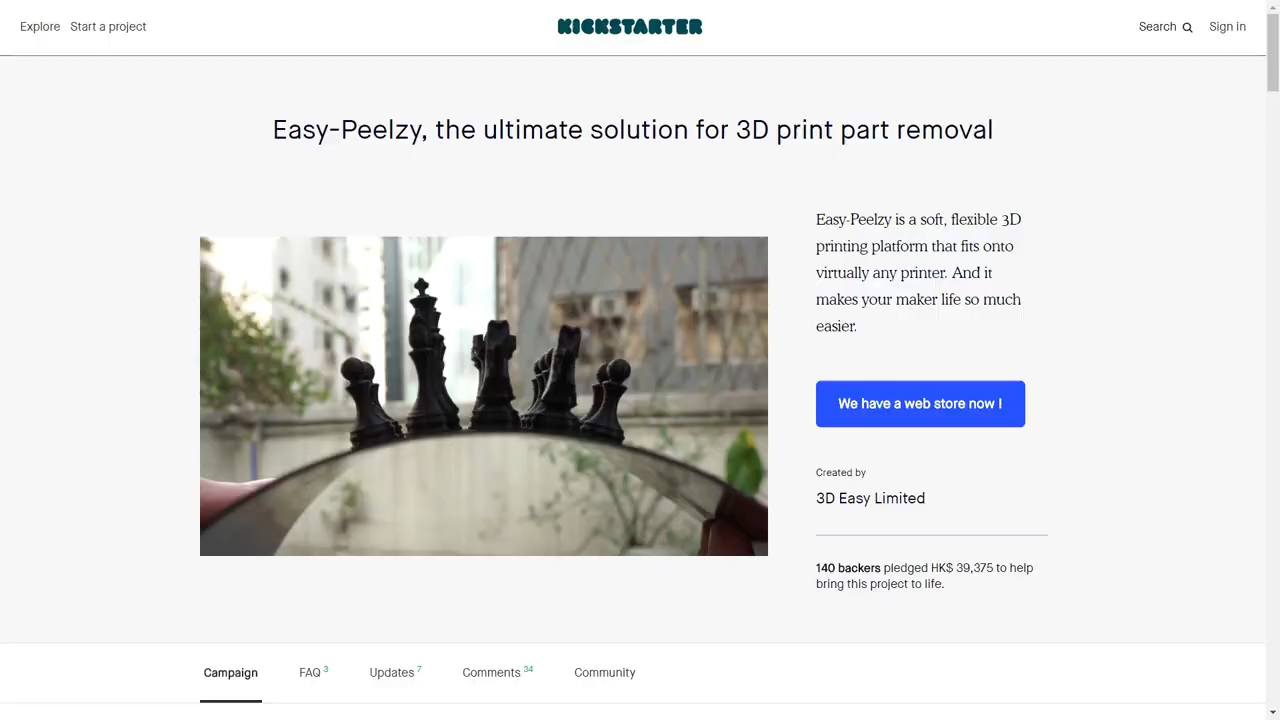 Explore Start a project KICKSTARTER Search Sign in
Easy-Peelzy, the ultimate solution for 3D print part removal
Easy-Peelzy is a soft, flexible 3D
printing platform that fits onto
virtually any printer. And it
makes your maker life so much
easier.
We have a web store now !
Created by
3D Easy Limited
140 backers pledged HK$ 39,375 to help
bring this project to life.
Campaign FAQ 3 Updates 7 Comments 34 Community